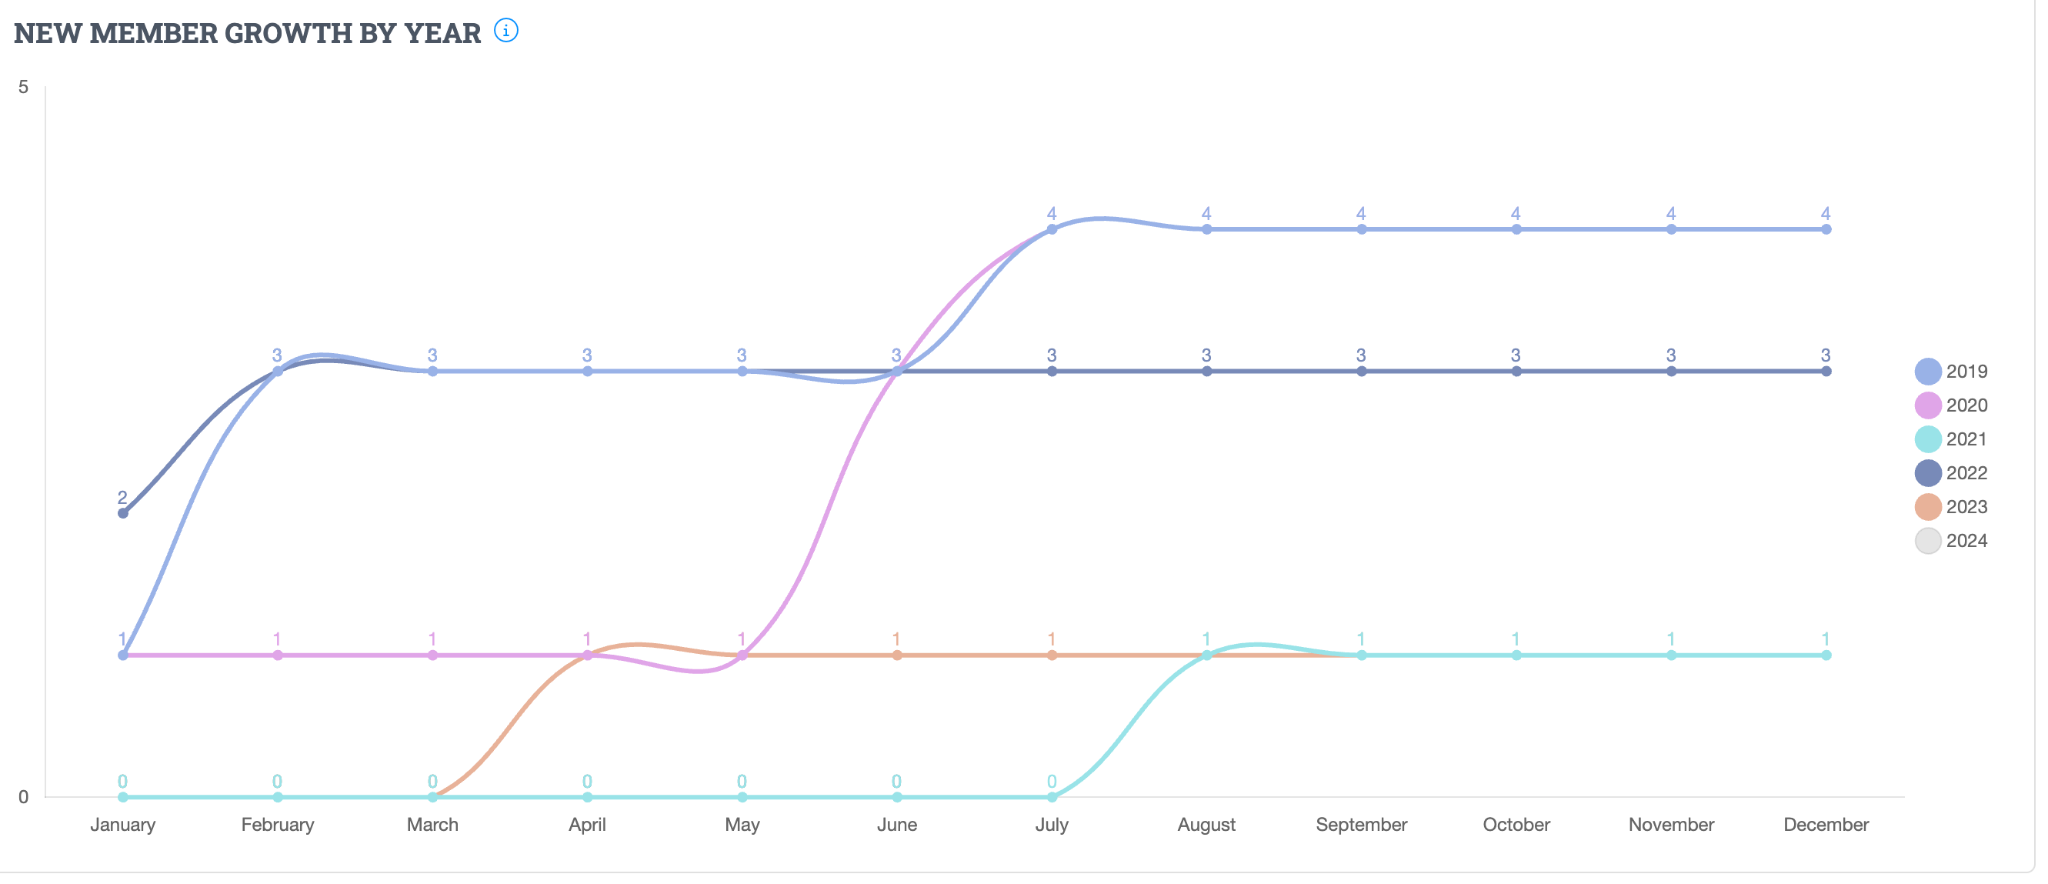 NEW MEMBER GROWTH BY YEAR
5
4 4 4 4 4 4
3 3 3 3 3 3 3 3 3 3 3
2
1 1 1 1 1 1 1 1 1 1 1 1
0 0 0 0 0 0 0
0
January February March April May June July August September October November December
2019
2020
2021
2022
2023
2024